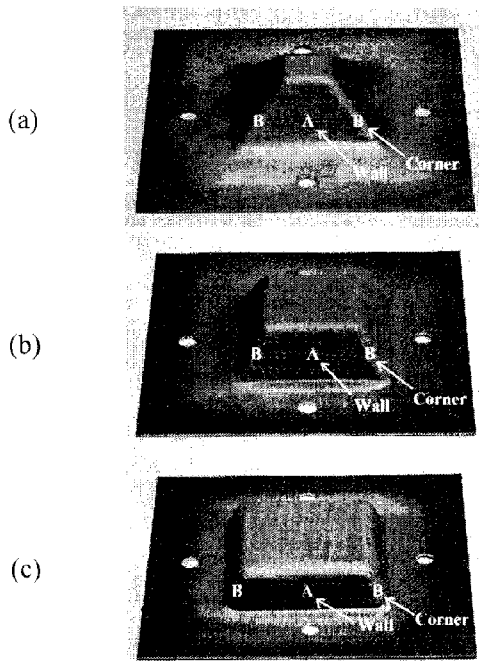 (a)
B A B
Wall
Corner
(b)
B A B
Wall
Corner
(c)
B A B
Wall
Corner